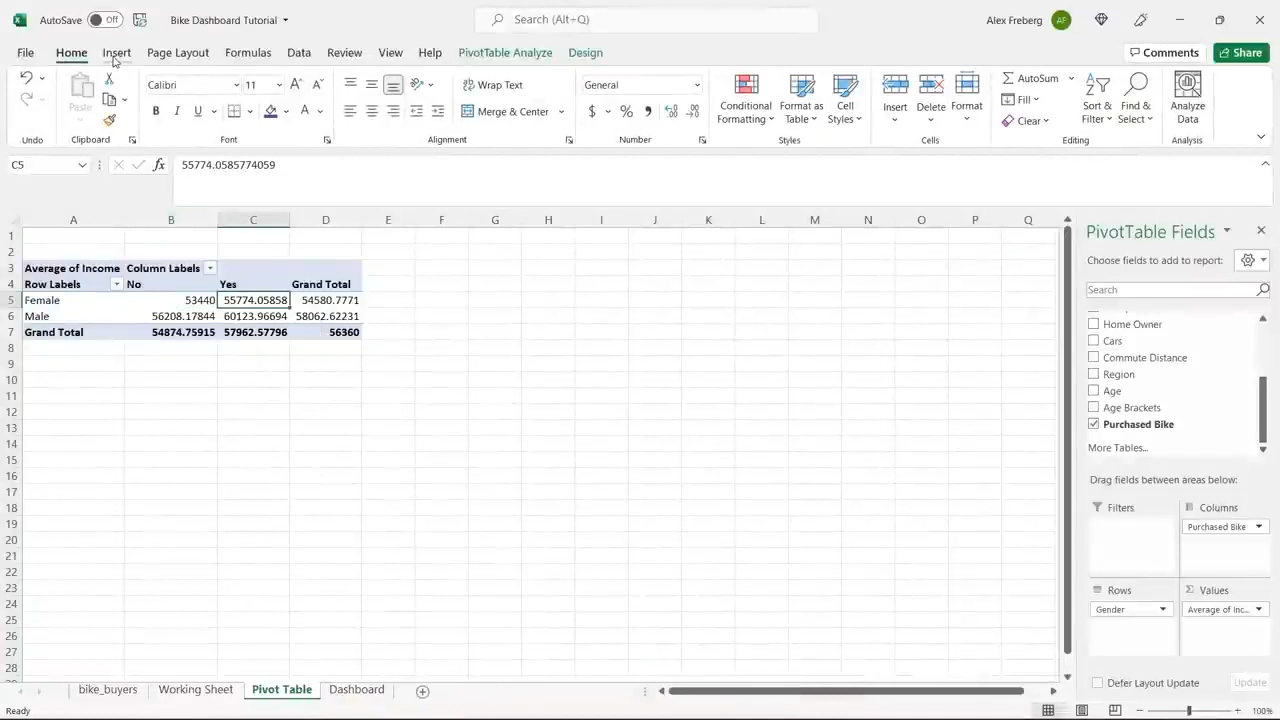 AutoSave Off Bike Dashboard Tutorial Search (Alt+Q) Alex Freberg AF
File Home Insert Page Layout Formulas Data Review View Help PivotTable Analyze Design Comments Share
Paste
Calibri 11 A^ A˅
B I U A
Wrap Text
Merge & Center
General
$ %
Conditional Formatting
Format as Table
Cell Styles
Insert
Delete
Format
AutoSum
Fill
Clear
Sort & Filter
Find & Select
Analyze Data
Undo Clipboard Font Alignment Number Styles Cells Editing Analysis
C5 fx 55774.0585774059
A B C D E F G H I J K L M N O P Q
1
2
3 Average of Income Column Labels
4 Row Labels No Yes Grand Total
5 Female 53440 55774.05858 54580.7771
6 Male 56208.17844 60123.96694 58062.62231
7 Grand Total 54874.75915 57962.57796 56360
8
9
10
11
12
13
14
15
16
17
18
19
20
21
22
23
24
25
26
27
28
PivotTable Fields
Choose fields to add to report:
Search
Home Owner
Cars
Commute Distance
Region
Age
Age Brackets
Purchased Bike
More Tables...
Drag fields between areas below:
Filters Columns
Purchased Bike
Rows Σ Values
Gender Average of Inc...
Defer Layout Update Update
bike_buyers Working Sheet Pivot Table Dashboard
Ready 100%